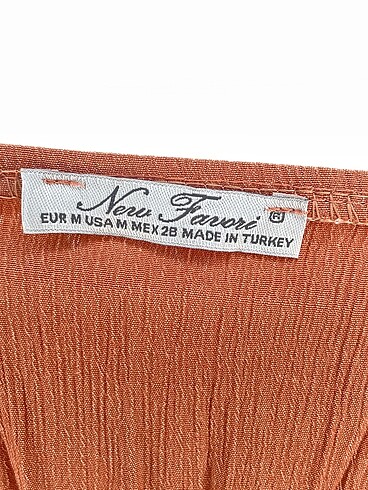 New Favori ®
EUR M USA M MEX 28 MADE IN TURKEY